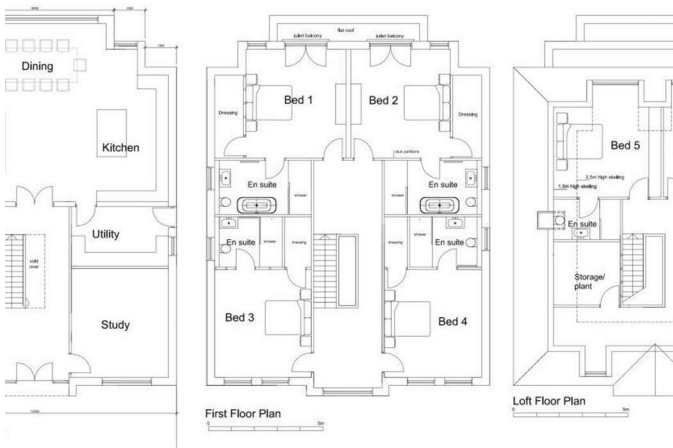 Dining
Kitchen
Utility
void
over
Study
flat roof
juliet balcony
juliet balcony
Bed 1
Bed 2
Dressing
Dressing
stud partitions
En suite
shower
shower
En suite
En suite
shower
dressing
dressing
shower
En suite
Bed 3
Bed 4
First Floor Plan
0
5m
Bed 5
2.5m high skeiling
1.5m high skeiling
En suite
Storage/
plant
Loft Floor Plan
0
5m